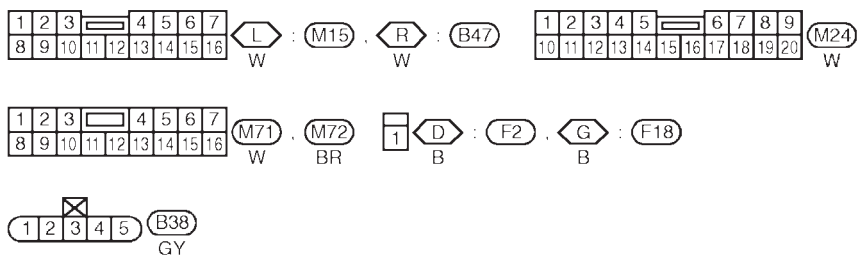 1 2 3 4 5 6 7 L : M15 , R : B47
8 9 10 11 12 13 14 15 16 W W
1 2 3 4 5 6 7 8 9 M24
10 11 12 13 14 15 16 17 18 19 20 W
1 2 3 4 5 6 7 M71 , M72
8 9 10 11 12 13 14 15 16 W BR
1 D : F2 , G : F18
B B
1 2 3 4 5 B38
GY